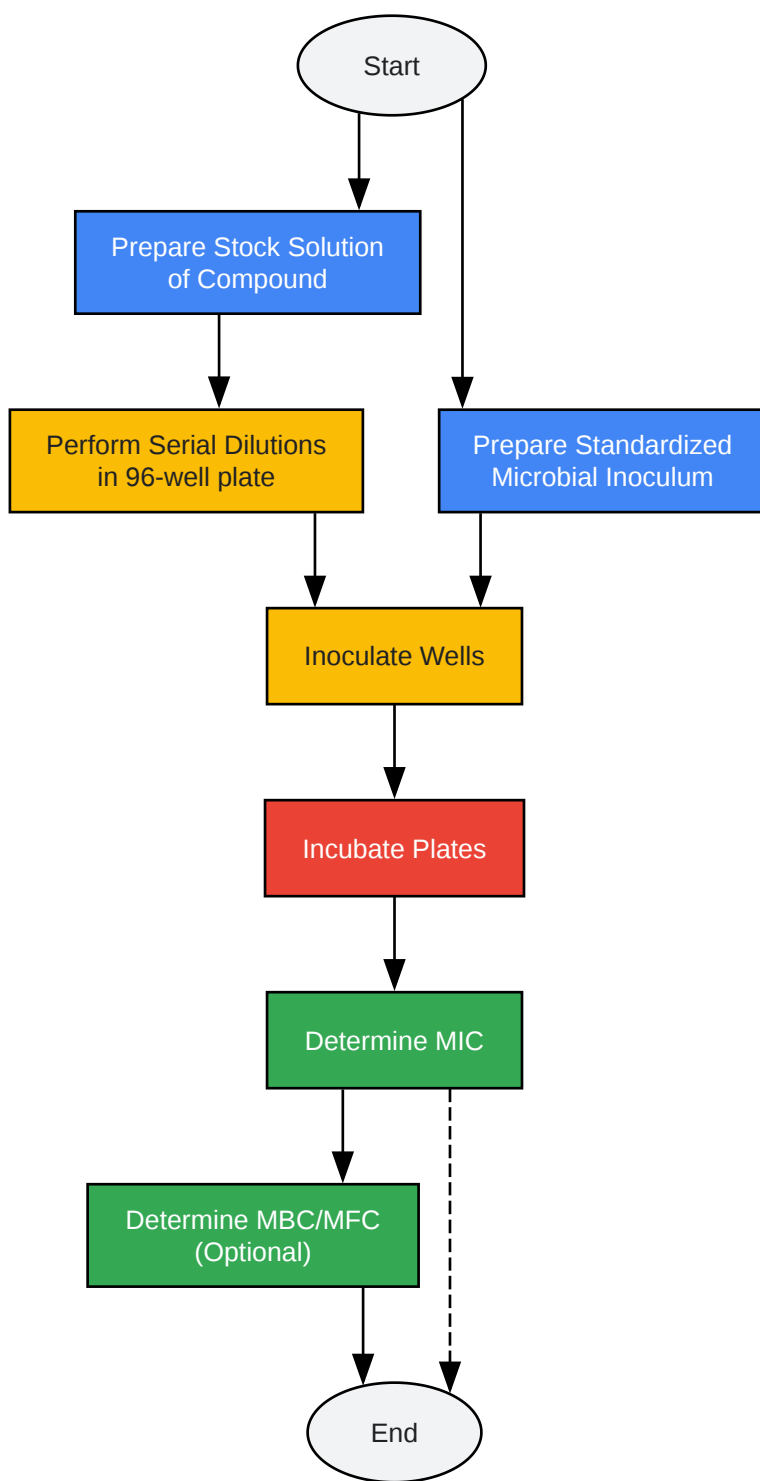 Start
Prepare Stock Solution
of Compound
Perform Serial Dilutions
in 96-well plate
Prepare Standardized
Microbial Inoculum
Inoculate Wells
Incubate Plates
Determine MIC
Determine MBC/MFC
(Optional)
End